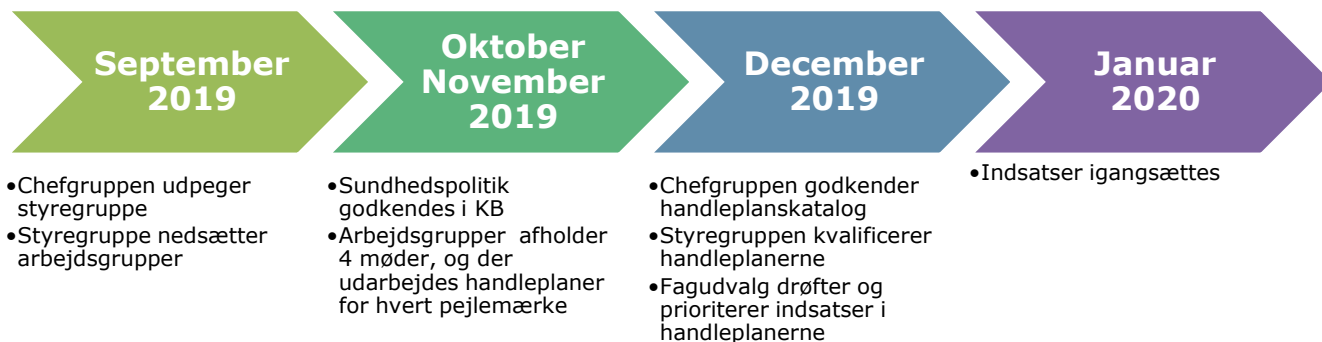 September
2019
•Chefgruppen udpeger
styregruppe
•Styregruppe nedsætter
arbejdsgrupper
Oktober
November
2019
•Sundhedspolitik
godkendes i KB
•Arbejdsgrupper  afholder
4 møder, og der
udarbejdes handleplaner
for hvert pejlemærke
December
2019
•Chefgruppen godkender
handleplanskatalog
•Styregruppen kvalificerer
handleplanerne
•Fagudvalg drøfter og
prioriterer indsatser i
handleplanerne
Januar
2020
•Indsatser igangsættes